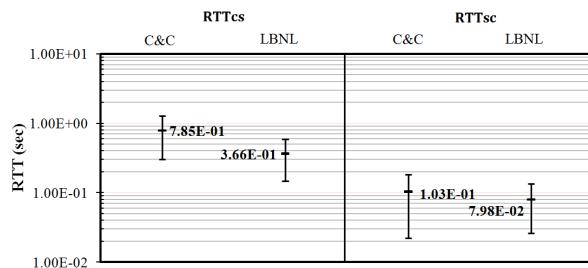 RTTcs RTTsc
C&C LBNL C&C LBNL
1.00E+01
1.00E+00
7.85E-01
3.66E-01
1.00E-01
1.03E-01
7.98E-02
1.00E-02
RTT (sec)